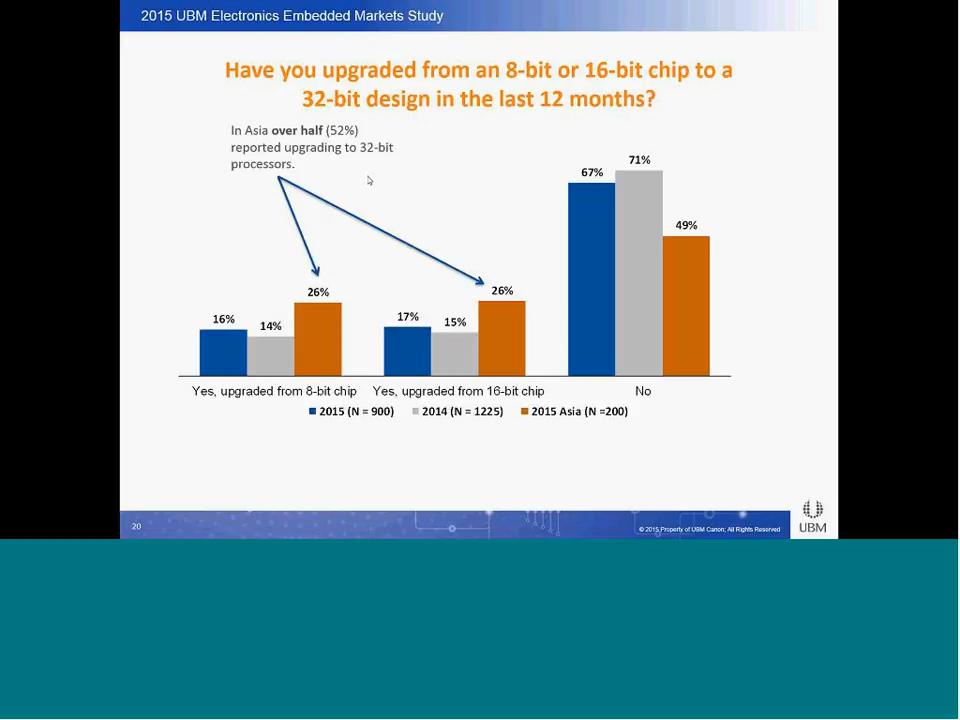 2015 UBM Electronics Embedded Markets Study
Have you upgraded from an 8-bit or 16-bit chip to a
32-bit design in the last 12 months?
In Asia over half (52%)
reported upgrading to 32-bit
processors.
16%
14%
26%
17%
15%
26%
67%
71%
49%
Yes, upgraded from 8-bit chip
Yes, upgraded from 16-bit chip
No
2015 (N = 900)
2014 (N = 1225)
2015 Asia (N =200)
20
© 2015 Property of UBM Canon; All Rights Reserved
UBM